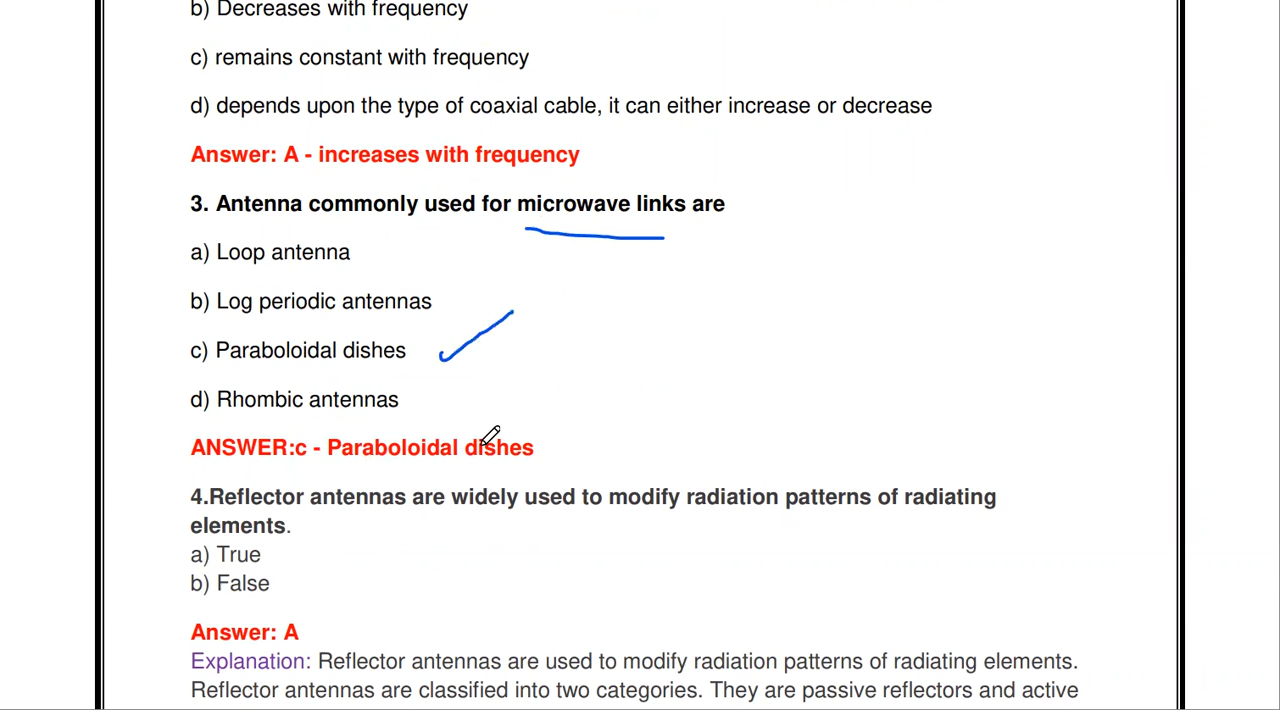 b) Decreases with frequency
c) remains constant with frequency
d) depends upon the type of coaxial cable, it can either increase or decrease
Answer: A - increases with frequency
3. Antenna commonly used for microwave links are
a) Loop antenna
b) Log periodic antennas
c) Paraboloidal dishes
d) Rhombic antennas
ANSWER:c - Paraboloidal dishes
4.Reflector antennas are widely used to modify radiation patterns of radiating
elements.
a) True
b) False
Answer: A
Explanation: Reflector antennas are used to modify radiation patterns of radiating elements.
Reflector antennas are classified into two categories. They are passive reflectors and active